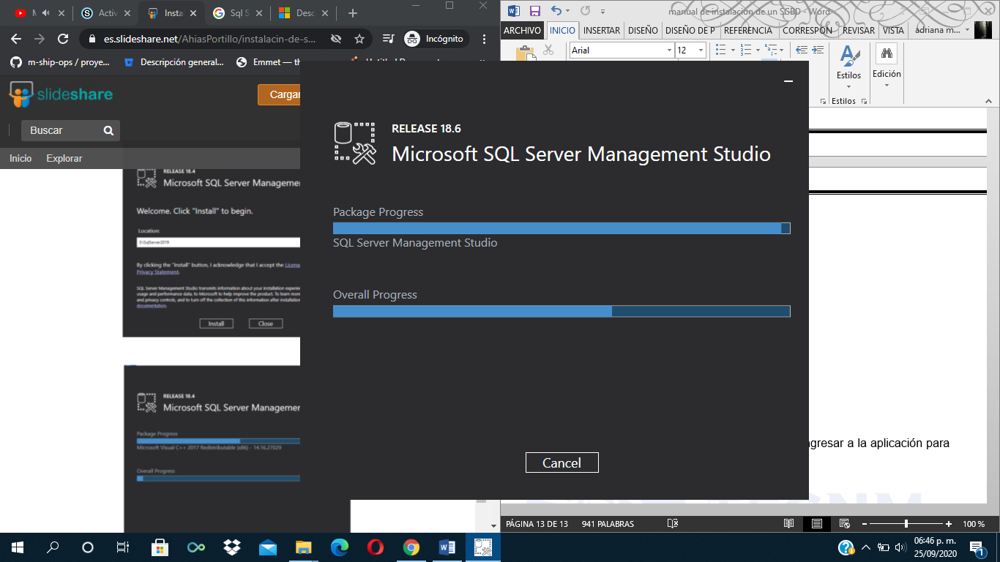 Activ
Insta
Sql S
Desc
es.slideshare.net/AhiasPortillo/instalacin-de-s...
Incógnito
m-ship-ops / proye...
Descripción general...
Emmet — th
slideshare
Cargar
Buscar
Inicio Explorar
RELEASE 18.4
Microsoft SQL Server Managemer
Welcome. Click "Install" to begin.
Location:
E:\SqlServer2019
By clicking the "Install" button, I acknowledge that I accept the License
Privacy Statement.
SQL Server Management Studio transmits information about your installation experie
usage and performance data, to Microsoft to help improve the product. To learn more
and privacy controls, and to turn off the collection of this information after installation
documentation.
Install Close
RELEASE 18.4
Microsoft SQL Server Managemer
Package Progress
Microsoft Visual C++ 2017 Redistributable (x86) - 14.16.27029
Overall Progress
manual de instalación de un SGBD - Word
ARCHIVO INICIO INSERTAR DISEÑO DISEÑO DE P REFERENCIA CORRESPON REVISAR VISTA adriana m...
Arial 12
Estilos
Edición
Estilos
RELEASE 18.6
Microsoft SQL Server Management Studio
Package Progress
SQL Server Management Studio
Overall Progress
Cancel
ngresar a la aplicación para
PÁGINA 13 DE 13 941 PALABRAS 100 %
06:46 p. m.
25/09/2020
1